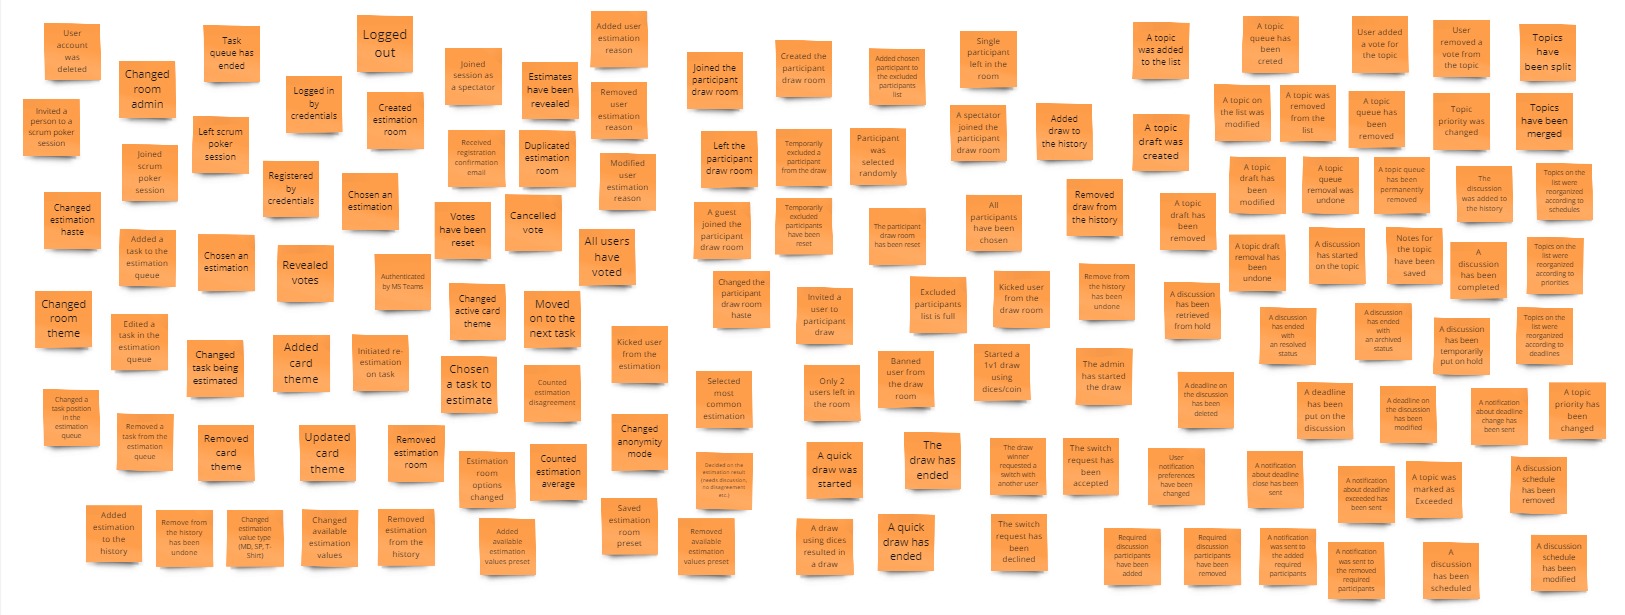 User
account
was
deleted
Changed
room
admin
Task
queue has
ended
Logged
out
Logged in
by
credentials
Created
estimation
room
Invited a
person to a
scrum poker
session
Joined
scrum
poker
session
Left scrum
poker
session
Registered
by
credentials
Chosen an
estimation
Changed
estimation
haste
Added a
task to the
estimation
queue
Chosen an
estimation
Revealed
votes
Authenticated
by MS Teams
Changed
room
theme
Edited a
task in the
estimation
queue
Changed
task being
estimated
Added
card
theme
Initiated re-
estimation
on task
Changed a
task position
in the
estimation
queue
Removed a
task from the
estimation
queue
Removed
card
theme
Updated
card
theme
Removed
estimation
room
Added
estimation
to the
history
Remove from
the history
has been
undone
Changed
estimation
value type
(MD, SP, T-
Shirt)
Changed
available
estimation
values
Removed
estimation
from the
history
Joined
session as
a spectator
Estimates
have been
revealed
Added user
estimation
reason
Removed
user
estimation
reason
Received
registration
confirmation
email
Duplicated
estimation
room
Modified
user
estimation
reason
Votes
have been
reset
Cancelled
vote
All users
have
voted
Changed
active card
theme
Moved
on to the
next task
Kicked user
from the
estimation
Chosen
a task to
estimate
Counted
estimation
disagreement
Changed
anonymity
mode
Estimation
room
options
changed
Counted
estimation
average
Added
available
estimation
values preset
Saved
estimation
room
preset
Selected
most
common
estimation
Decided on the
estimation result
(needs discussion,
no disagreement
etc.)
Removed
available
estimation
values preset
Joined the
participant
draw room
Created the
participant
draw room
Added chosen
participant to
the excluded
participants
list
Single
participant
left in the
room
Left the
participant
draw room
Temporarily
excluded a
participant
from the draw
Participant
was
selected
randomly
A spectator
joined the
participant
draw room
Added
draw to
the history
A guest
joined the
participant
draw room
Temporarily
excluded
participants
have been
reset
The participant
draw room
has been reset
All
participants
have been
chosen
Removed
draw from
the history
Changed the
participant
draw room
haste
Invited a
user to
participant
draw
Excluded
participants
list is full
Kicked user
from the
draw room
Remove from
the history
has been
undone
Only 2
users left in
the room
Banned
user from
the draw
room
Started a
1v1 draw
using
dices/coin
The admin
has started
the draw
A quick
draw was
started
The
draw has
ended
The draw
winner
requested a
switch with
another user
The switch
request has
been
accepted
A draw
using dices
resulted in
a draw
A quick
draw has
ended
The switch
request has
been
declined
A topic
was added
to the list
A topic
queue has
been
creted
User added
a vote for
the topic
User
removed a
vote from
the topic
Topics
have
been split
A topic
draft was
created
A topic on
the list was
modified
A topic was
removed
from the
list
A topic
queue has
been
removed
Topic
priority was
changed
Topics
have been
merged
A topic
draft has
been
modified
A topic
queue
removal was
undone
A topic queue
has been
permanently
removed
The
discussion
was added to
the history
Topics on the
list were
reorganized
according to
schedules
A topic
draft has
been
removed
A topic draft
removal has
been
undone
A discussion
has started
on the topic
Notes for
the topic
have been
saved
A
discussion
has been
completed
Topics on the
list were
reorganized
according to
priorities
A discussion
has been
retrieved
from hold
A discussion
has ended
with
an resolved
status
A discussion
has ended
with
an archived
status
A discussion
has been
temporarily
put on hold
Topics on the
list were
reorganized
according to
deadlines
A deadline on
the discussion
has been
deleted
A deadline
has been
put on the
discussion
A deadline on
the discussion
has been
modified
A notification
about deadline
change has
been sent
A topic
priority has
been
changed
User
notification
preferences
have been
changed
A notification
about deadline
close has been
sent
A notification
about deadline
exceeded has
been sent
A topic was
marked as
Exceeded
A discussion
schedule
has been
removed
Required
discussion
participants
have been
added
Required
discussion
participants
have been
removed
A notification
was sent to
the added
required
participants
A notification
was sent to
the removed
required
participants
A
discussion
has been
scheduled
A discussion
schedule
has been
modified